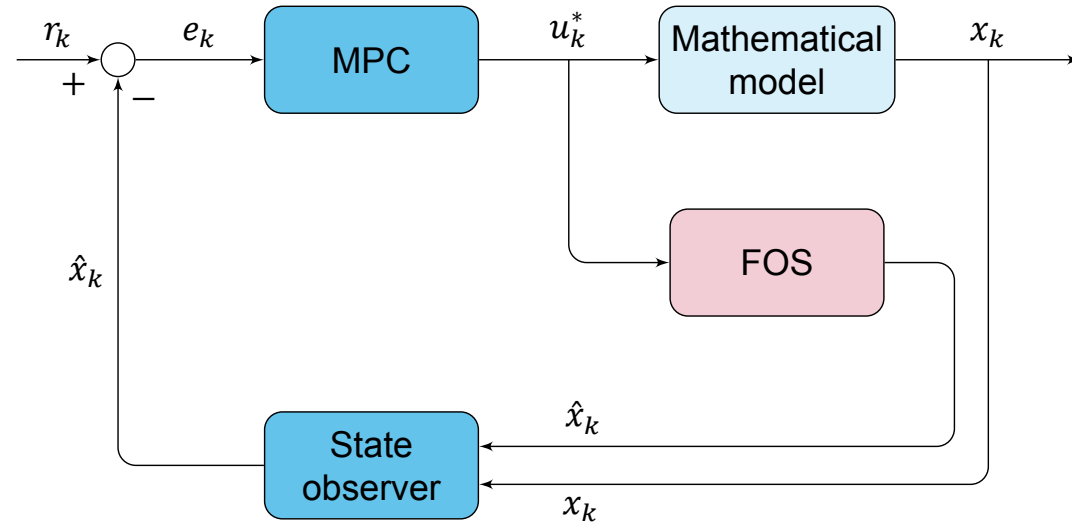 r_k
+
−
e_k
MPC
u_k^*
Mathematical
model
x_k
FOS
x̂_k
x̂_k
State
observer
x_k